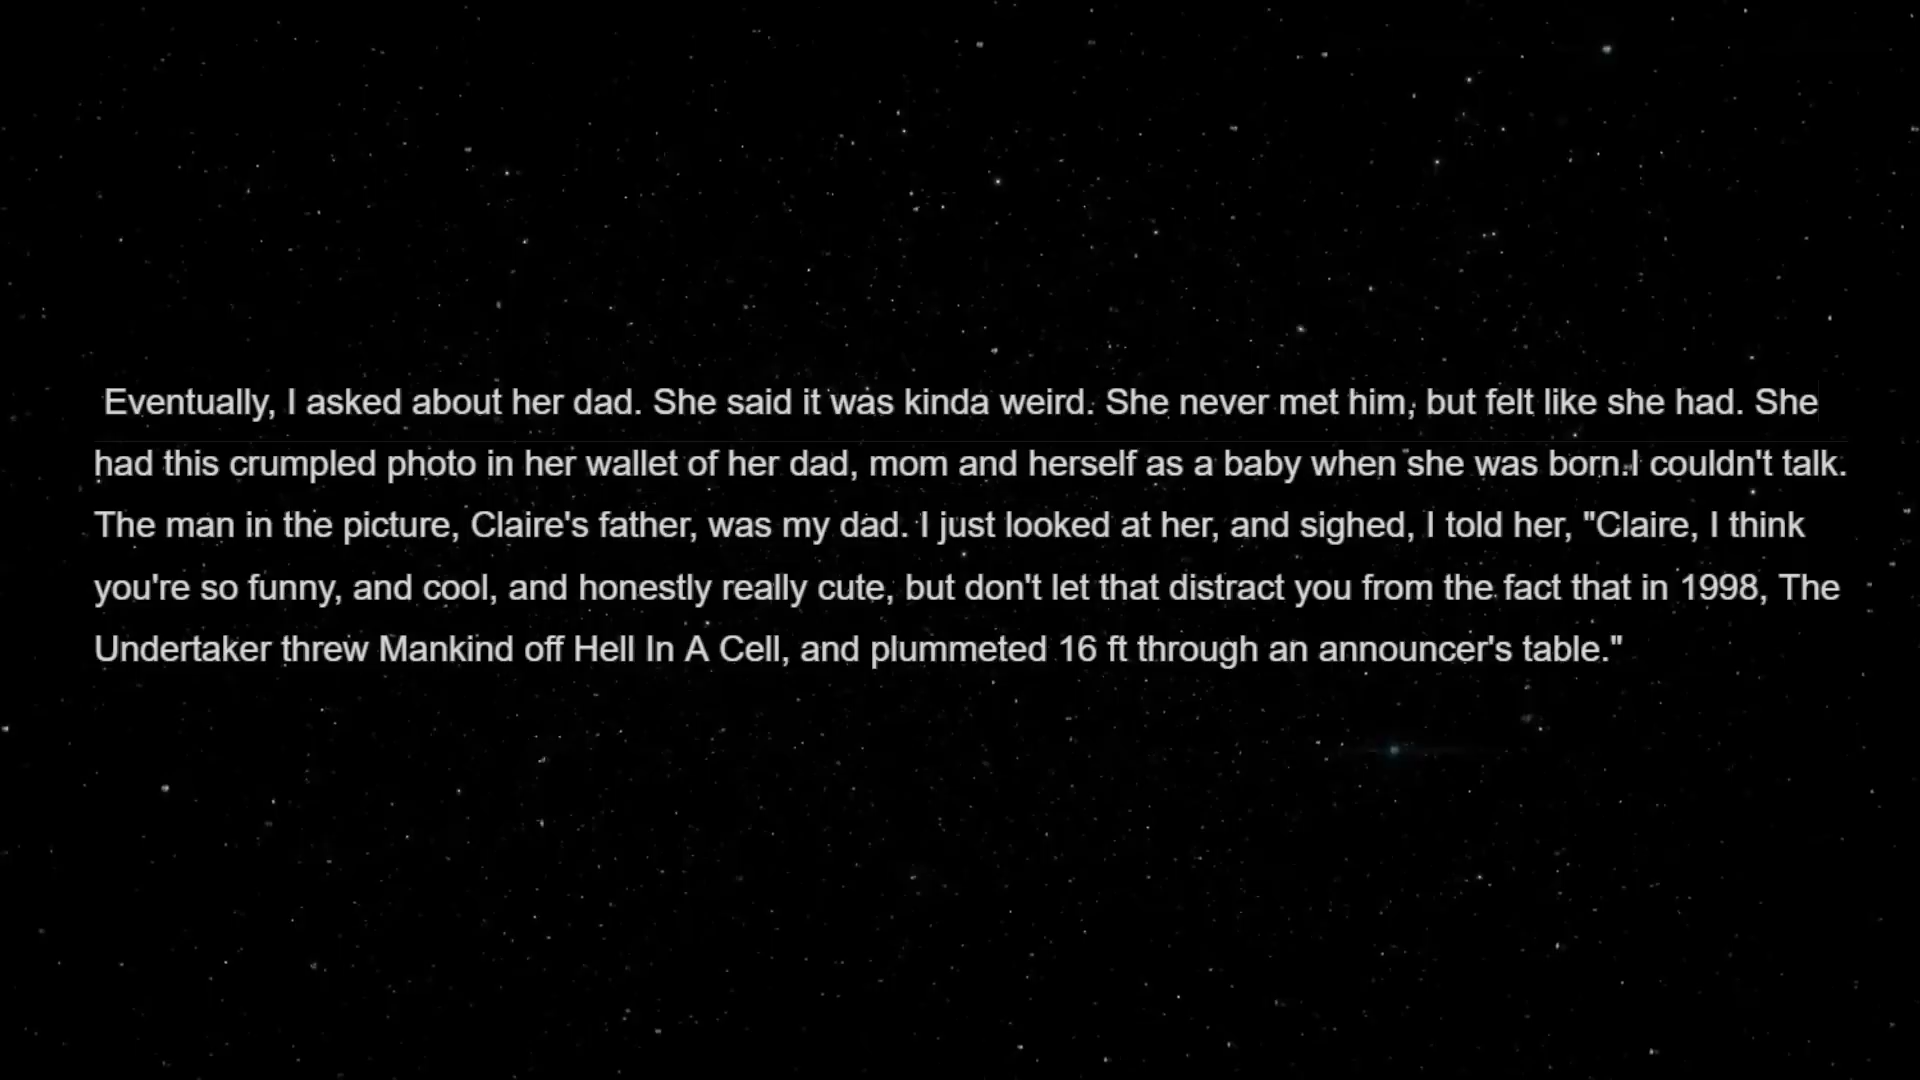 Eventually, I asked about her dad. She said it was kinda weird. She never met him, but felt like she had. She
had this crumpled photo in her wallet of her dad, mom and herself as a baby when she was born.I couldn't talk.
The man in the picture, Claire's father, was my dad. I just looked at her, and sighed, I told her, "Claire, I think
you're so funny, and cool, and honestly really cute, but don't let that distract you from the fact that in 1998, The
Undertaker threw Mankind off Hell In A Cell, and plummeted 16 ft through an announcer's table."